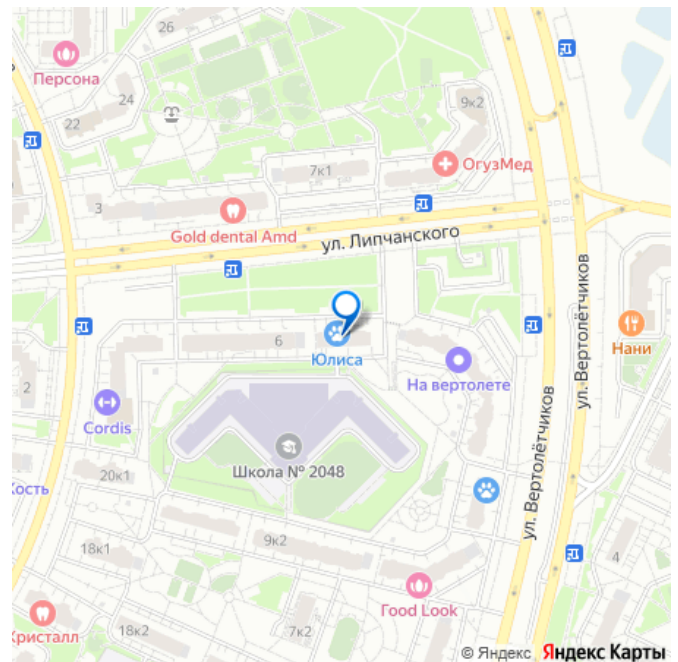 26
Персона
24
22
9к2
7к1
ОгузМед
3
Gold dental Amd
ул. Липчанского
ул. Вертолётчиков
6
Юлиса
На вертолете
Нани
2
Cordis
Школа № 2048
ул. Вертолётчиков
20к1
Кость
9к2
18к1
4
Гооd Look
Кристалл
18к2
7к2
© Яндекс Яндекс Карты